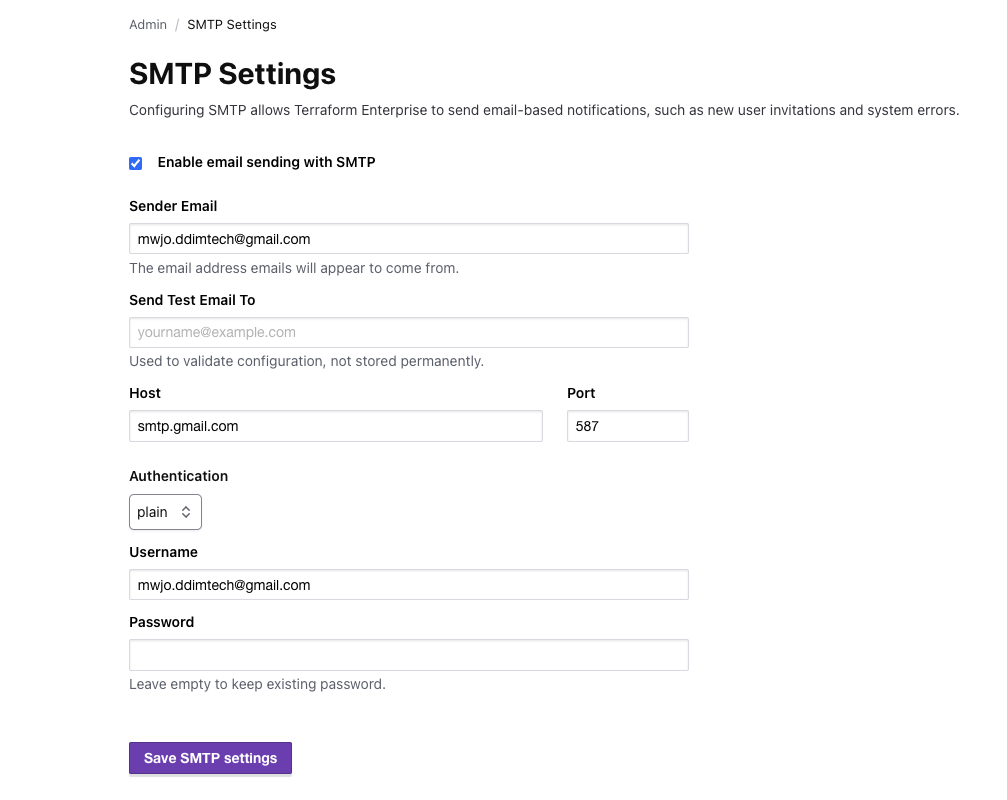 Admin / SMTP Settings
SMTP Settings
Configuring SMTP allows Terraform Enterprise to send email-based notifications, such as new user invitations and system errors.
Enable email sending with SMTP
Sender Email
mwjo.ddimtech@gmail.com
The email address emails will appear to come from.
Send Test Email To
yourname@example.com
Used to validate configuration, not stored permanently.
Host Port
smtp.gmail.com 587
Authentication
plain
Username
mwjo.ddimtech@gmail.com
Password
Leave empty to keep existing password.
Save SMTP settings